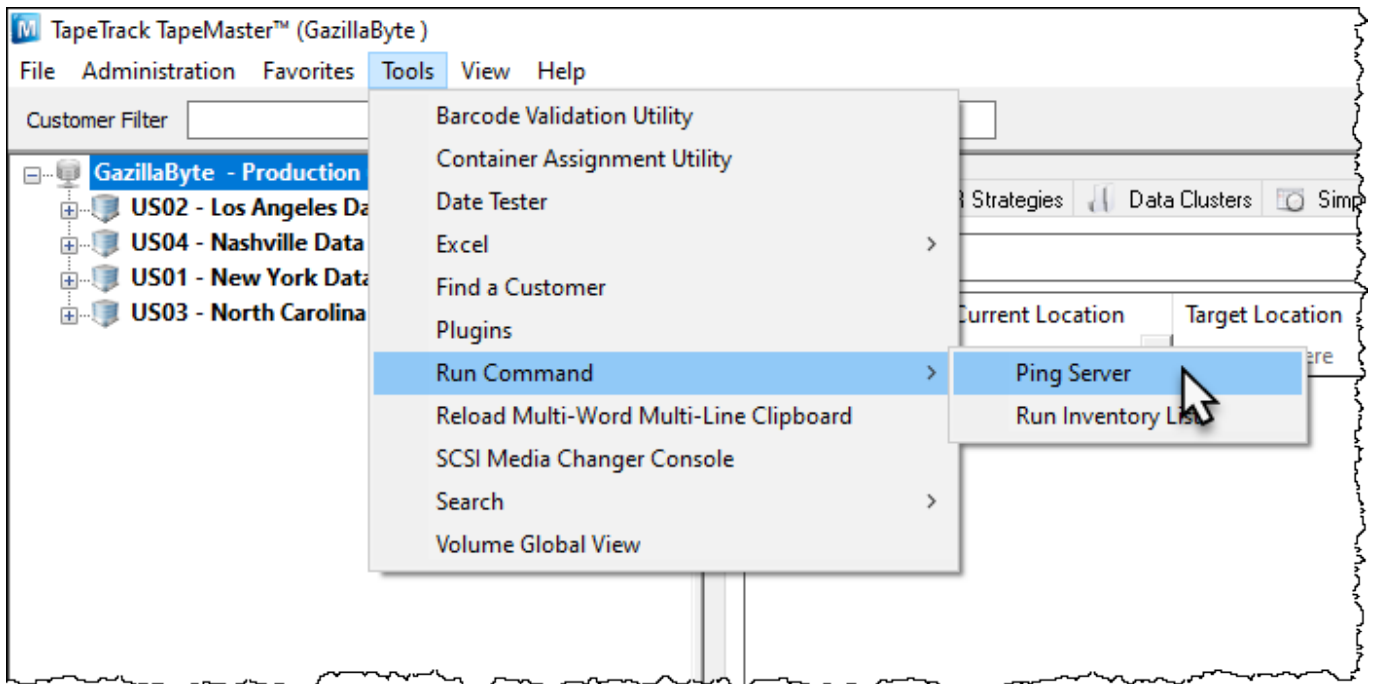 M TapeTrack TapeMaster™ (GazillaByte )
File Administration Favorites Tools View Help
Customer Filter
GazillaByte - Production
US02 - Los Angeles Da
US04 - Nashville Data
US01 - New York Data
US03 - North Carolina
Barcode Validation Utility
Container Assignment Utility
Date Tester
Excel
Find a Customer
Plugins
Run Command
Reload Multi-Word Multi-Line Clipboard
SCSI Media Changer Console
Search
Volume Global View
Ping Server
Run Inventory List
Strategies Data Clusters Simp
Current Location Target Location
ere